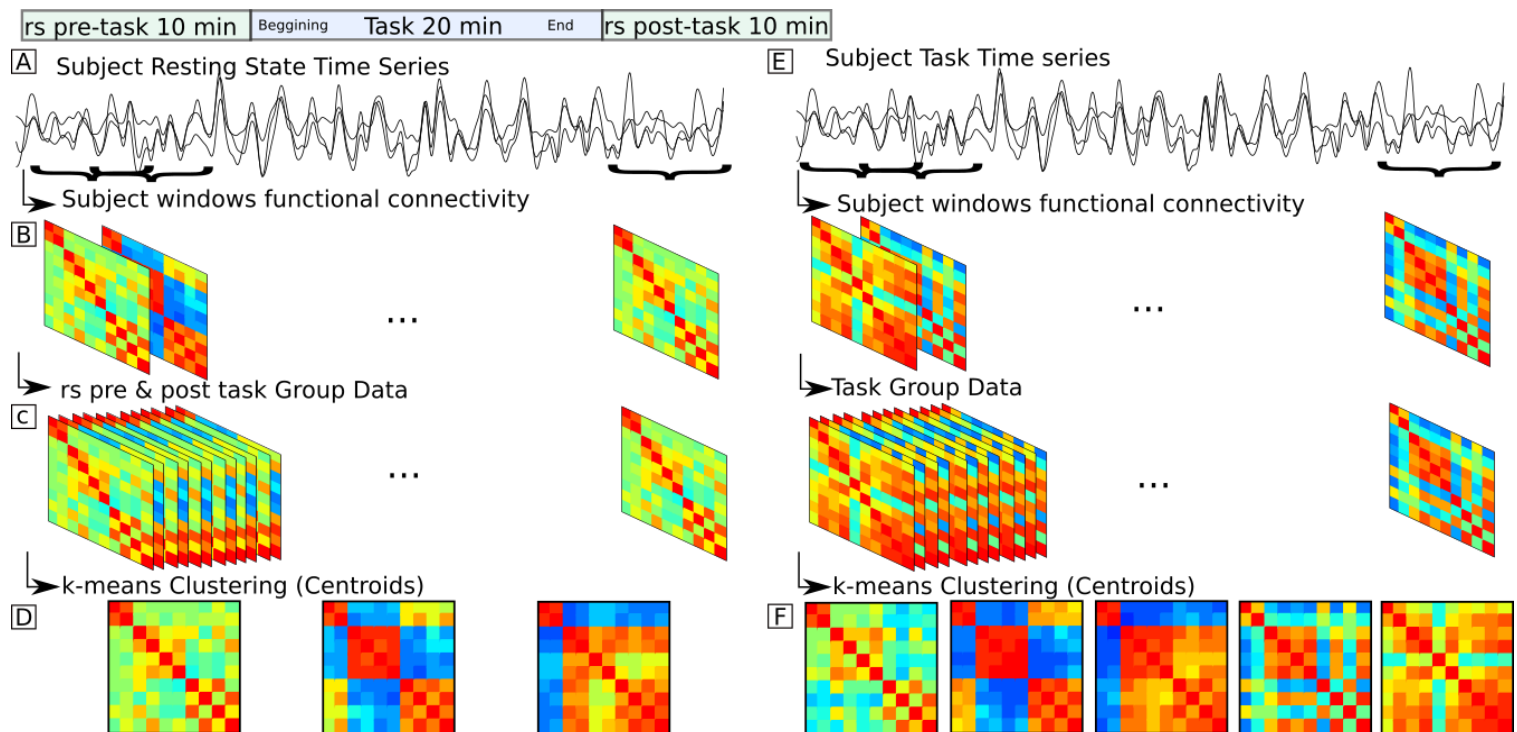 rs pre-task 10 min Beggining Task 20 min End rs post-task 10 min
A Subject Resting State Time Series
Subject windows functional connectivity
B
...
rs pre & post task Group Data
C
...
k-means Clustering (Centroids)
D
E Subject Task Time series
Subject windows functional connectivity
...
Task Group Data
...
k-means Clustering (Centroids)
F